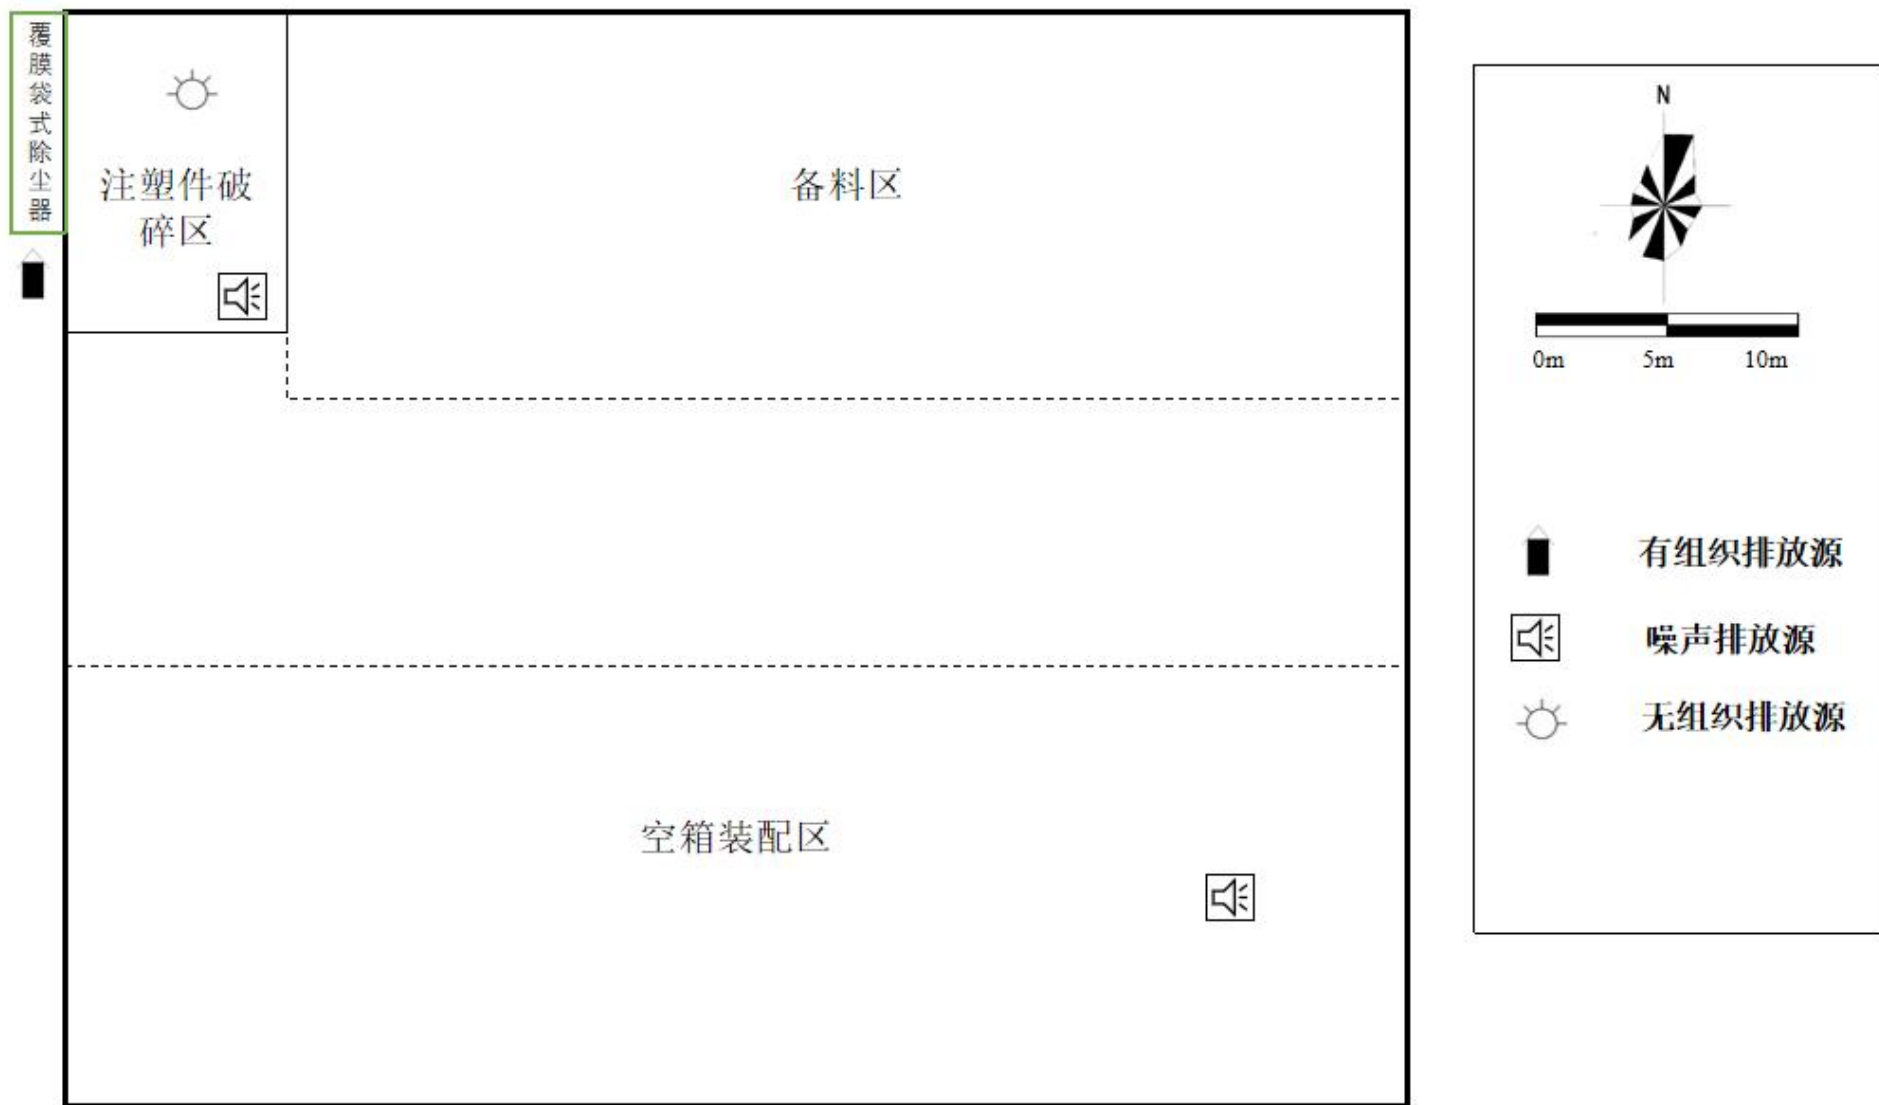 覆膜袋式除尘器
注塑件破
碎区
备料区
空箱装配区
N
0m 5m 10m
有组织排放源
噪声排放源
无组织排放源